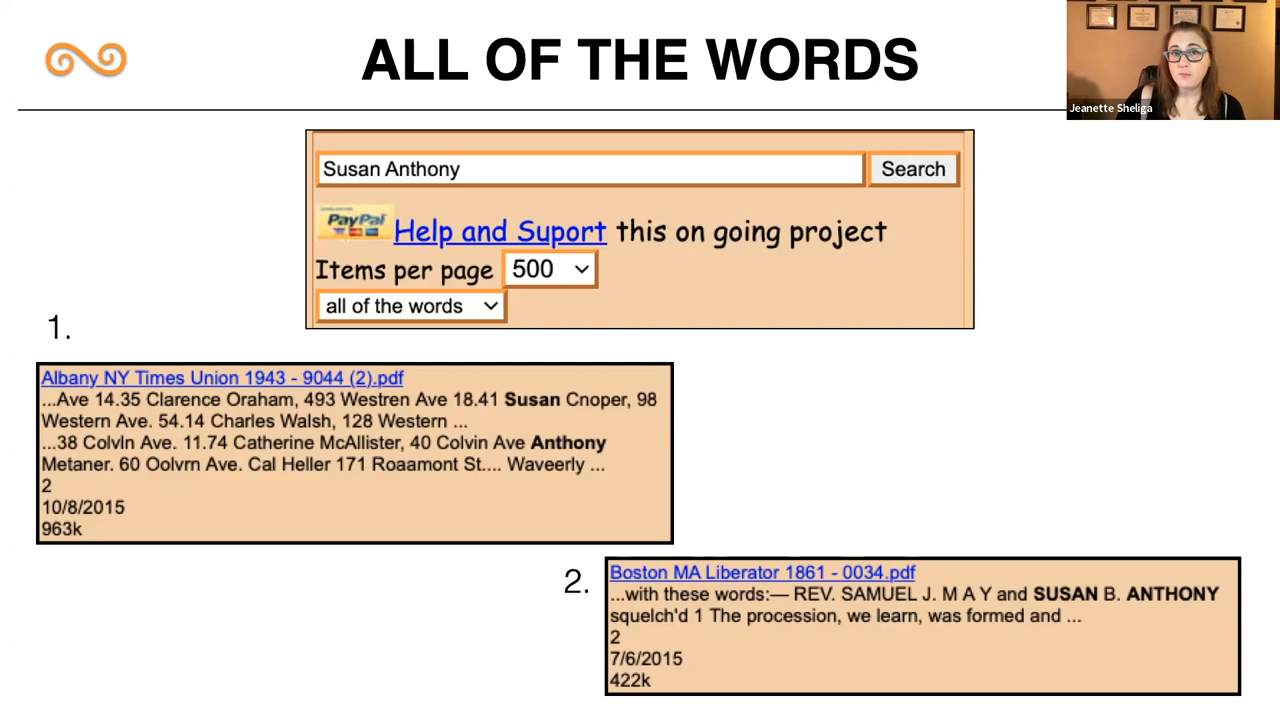 ALL OF THE WORDS
Jeanette Sheliga
Susan Anthony
Search
PayPal Help and Suport this on going project
Items per page 500
all of the words
1.
Albany NY Times Union 1943 - 9044 (2).pdf
...Ave 14.35 Clarence Oraham, 493 Westren Ave 18.41 Susan Cnoper, 98
Western Ave. 54.14 Charles Walsh, 128 Western ...
...38 Colvln Ave. 11.74 Catherine McAllister, 40 Colvin Ave Anthony
Metaner. 60 Oolvrn Ave. Cal Heller 171 Roaamont St.... Waveerly ...
2
10/8/2015
963k
2.
Boston MA Liberator 1861 - 0034.pdf
...with these words:— REV. SAMUEL J. M A Y and SUSAN B. ANTHONY
squelch'd 1 The procession, we learn, was formed and ...
2
7/6/2015
422k